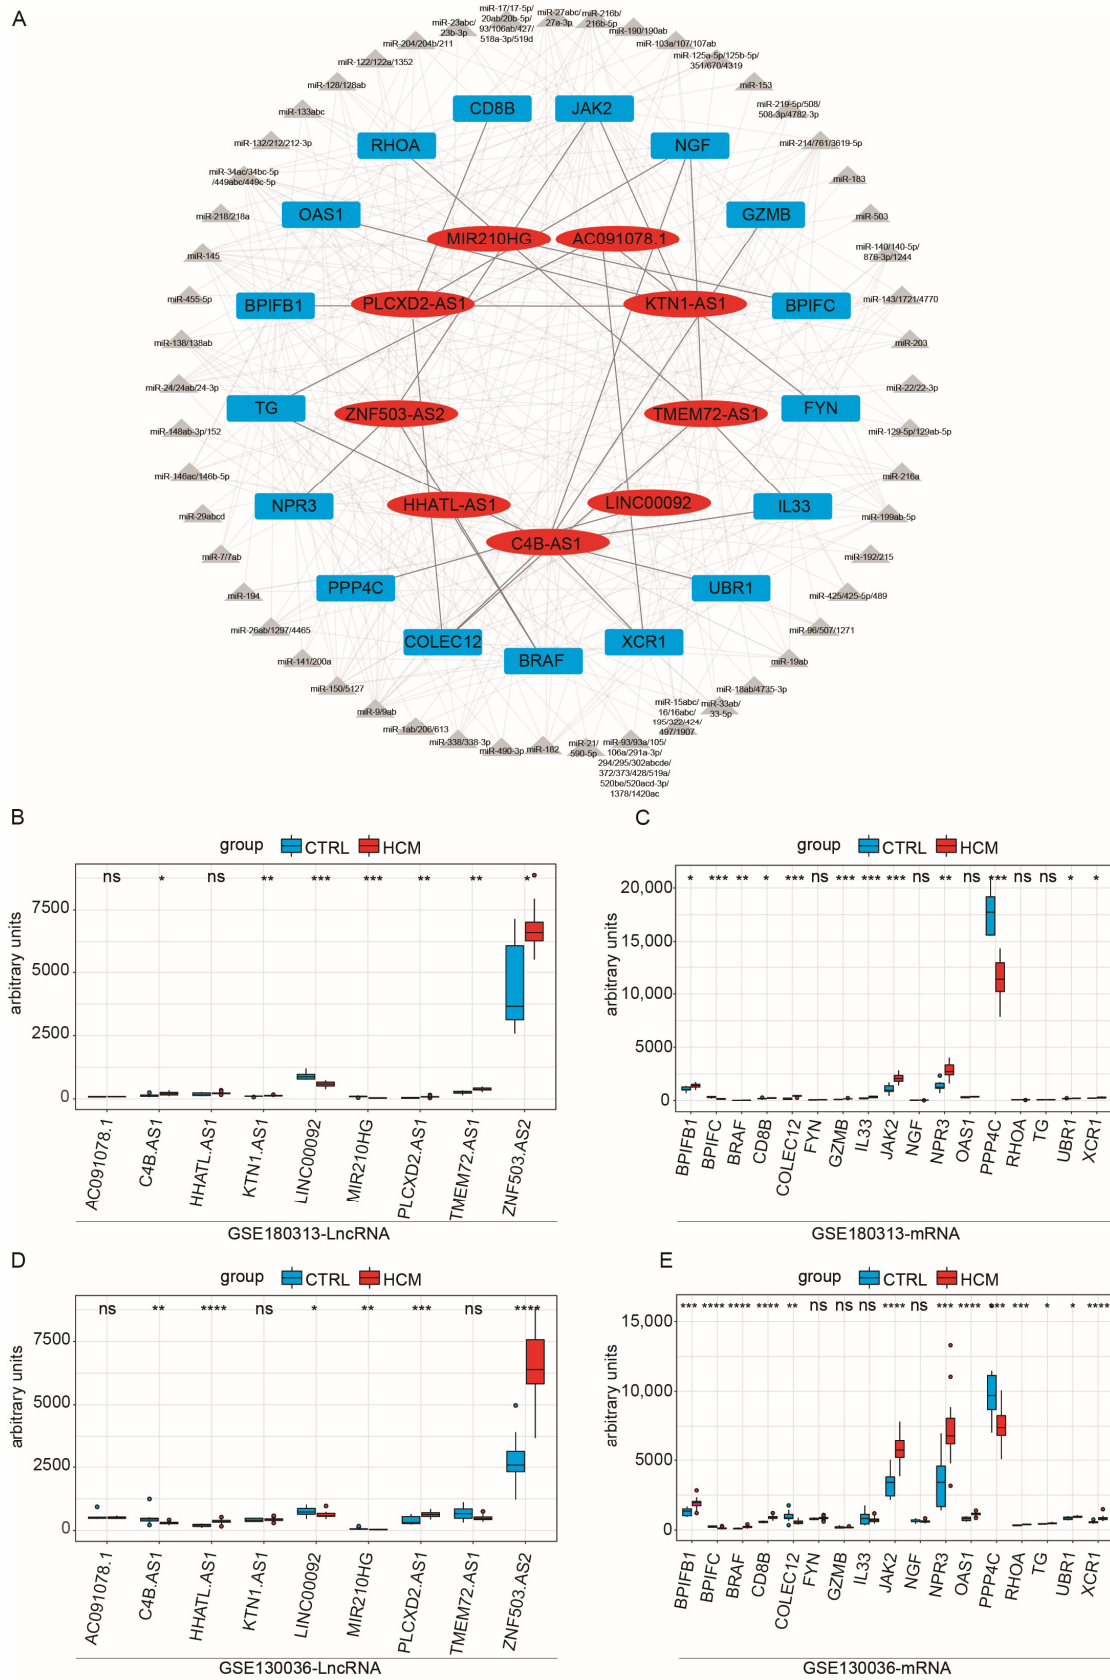 A
miR-17/17-5p/
20ab/20b-5p/
93/106ab/427/
518a-3p/519d
miR-27abc/
27a-3p
miR-216b/
216b-5p
miR-23abc/
23b-3p
miR-190/190ab
miR-204/204b/211
miR-103a/107/107ab
miR-122/122a/1352
miR-125a-5p/125b-5p/
351/670/4319
miR-128/128ab
miR-153
miR-133abc
miR-219-5p/508/
508-3p/4782-3p
CD8B
JAK2
miR-132/212/212-3p
RHOA
NGF
miR-214/761/3619-5p
miR-34ac/34bc-5p
/449abc/449c-5p
miR-183
miR-218/218a
OAS1
GZMB
miR-503
MIR210HG
AC091078.1
miR-145
miR-140/140-5p/
876-3p/1244
miR-455-5p
BPIFB1
PLCXD2-AS1
KTN1-AS1
BPIFC
miR-143/1721/4770
miR-138/138ab
miR-203
miR-24/24ab/24-3p
miR-22/22-3p
TG
ZNF503-AS2
TMEM72-AS1
FYN
miR-148ab-3p/152
miR-129-5p/129ab-5p
miR-146ac/146b-5p
miR-216a
NPR3
HHATL-AS1
LINC00092
IL33
miR-29abcd
miR-199ab-5p
C4B-AS1
miR-7/7ab
miR-192/215
PPP4C
UBR1
miR-194
miR-425/425-5p/489
miR-26ab/1297/4465
miR-96/507/1271
COLEC12
BRAF
XCR1
miR-141/200a
miR-19ab
miR-150/5127
miR-18ab/4735-3p
miR-9/9ab
miR-15abc/
16/16abc/
195/322/424/
497/1907
miR-33ab/
33-5p
miR-1ab/206/613
miR-338/338-3p
miR-490-3p
miR-182
miR-21/
590-5p
miR-93/93a/105/
106a/291a-3p/
294/295/302abcde/
372/373/428/519a/
520be/520acd-3p/
1378/1420ac
B
group CTRL HCM
ns * ns ** *** *** ** ** *
arbitrary units
7500
5000
2500
0
AC091078.1
C4B.AS1
HHATL.AS1
KTN1.AS1
LINC00092
MIR210HG
PLCXD2.AS1
TMEM72.AS1
ZNF503.AS2
GSE180313-LncRNA
C
group CTRL HCM
* *** ** * *** ns *** *** *** ns ** ns *** ns ns * *
arbitrary units
20,000
15,000
10,000
5000
0
BPIFB1
BPIFC
BRAF
CD8B
COLEC12
FYN
GZMB
IL33
JAK2
NGF
NPR3
OAS1
PPP4C
RHOA
TG
UBR1
XCR1
GSE180313-mRNA
D
group CTRL HCM
ns ** **** ns * ** *** ns ****
arbitrary units
7500
5000
2500
0
AC091078.1
C4B.AS1
HHATL.AS1
KTN1.AS1
LINC00092
MIR210HG
PLCXD2.AS1
TMEM72.AS1
ZNF503.AS2
GSE130036-LncRNA
E
group CTRL HCM
*** **** **** **** ** ns ns ns **** ns *** **** *** *** * * ****
arbitrary units
15,000
10,000
5000
0
BPIFB1
BPIFC
BRAF
CD8B
COLEC12
FYN
GZMB
IL33
JAK2
NGF
NPR3
OAS1
PPP4C
RHOA
TG
UBR1
XCR1
GSE130036-mRNA